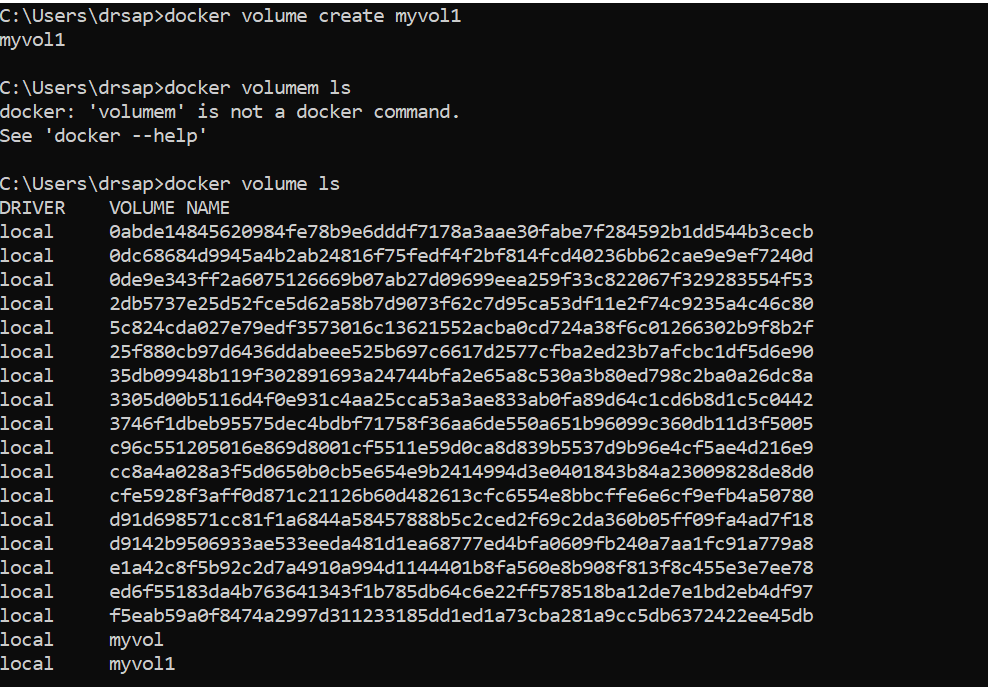 C:\Users\drsap>docker volume create myvol1
myvol1
C:\Users\drsap>docker volumem ls
docker: 'volumem' is not a docker command.
See 'docker --help'
C:\Users\drsap>docker volume ls
DRIVER    VOLUME NAME
local     0abde14845620984fe78b9e6dddf7178a3aae30fabe7f284592b1dd544b3cecb
local     0dc68684d9945a4b2ab24816f75fedf4f2bf814fcd40236bb62cae9e9ef7240d
local     0de9e343ff2a6075126669b07ab27d09699eea259f33c822067f329283554f53
local     2db5737e25d52fce5d62a58b7d9073f62c7d95ca53df11e2f74c9235a4c46c80
local     5c824cda027e79edf3573016c13621552acba0cd724a38f6c01266302b9f8b2f
local     25f880cb97d6436ddabeee525b697c6617d2577cfba2ed23b7afcbc1df5d6e90
local     35db09948b119f302891693a24744bfa2e65a8c530a3b80ed798c2ba0a26dc8a
local     3305d00b5116d4f0e931c4aa25cca53a3ae833ab0fa89d64c1cd6b8d1c5c0442
local     3746f1dbeb95575dec4bdbf71758f36aa6de550a651b96099c360db11d3f5005
local     c96c551205016e869d8001cf5511e59d0ca8d839b5537d9b96e4cf5ae4d216e9
local     cc8a4a028a3f5d0650b0cb5e654e9b2414994d3e0401843b84a23009828de8d0
local     cfe5928f3aff0d871c21126b60d482613cfc6554e8bbcffe6e6cf9efb4a50780
local     d91d698571cc81f1a6844a58457888b5c2ced2f69c2da360b05ff09fa4ad7f18
local     d9142b9506933ae533eeda481d1ea68777ed4bfa0609fb240a7aa1fc91a779a8
local     e1a42c8f5b92c2d7a4910a994d1144401b8fa560e8b908f813f8c455e3e7ee78
local     ed6f55183da4b763641343f1b785db64c6e22ff578518ba12de7e1bd2eb4df97
local     f5eab59a0f8474a2997d311233185dd1ed1a73cba281a9cc5db6372422ee45db
local     myvol
local     myvol1